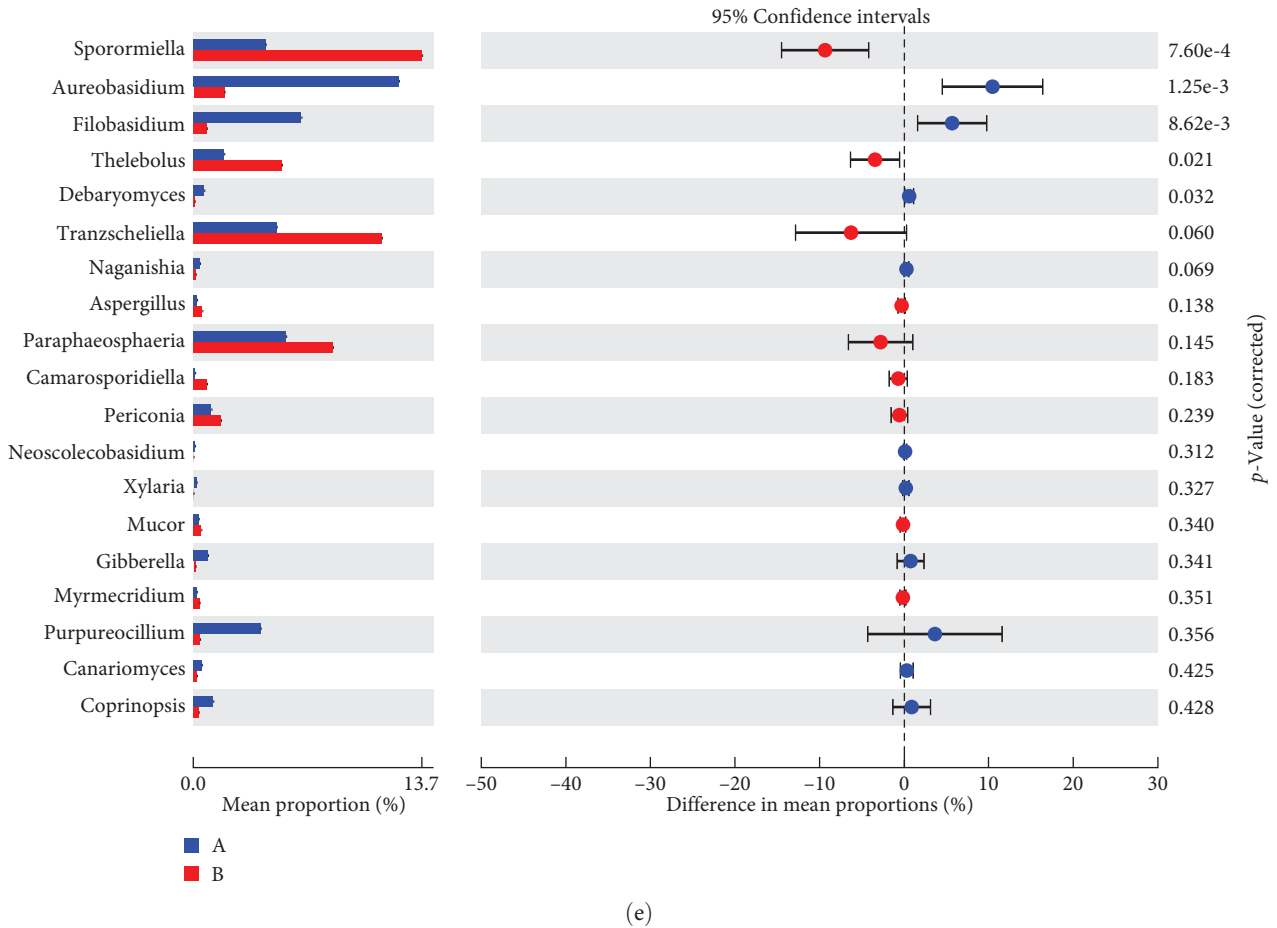 95% Confidence intervals
Sporormiella 7.60e-4
Aureobasidium 1.25e-3
Filobasidium 8.62e-3
Thelebolus 0.021
Debaryomyces 0.032
Tranzscheliella 0.060
Naganishia 0.069
Aspergillus 0.138
Paraphaeosphaeria 0.145
Camarosporidiella 0.183
Periconia 0.239
Neoscolecobasidium 0.312
Xylaria 0.327
Mucor 0.340
Gibberella 0.341
Myrmecridium 0.351
Purpureocillium 0.356
Canariomyces 0.425
Coprinopsis 0.428
p-Value (corrected)
0.0 13.7 –50 –40 –30 –20 –10 0 10 20 30
Mean proportion (%) Difference in mean proportions (%)
A
B
(e)